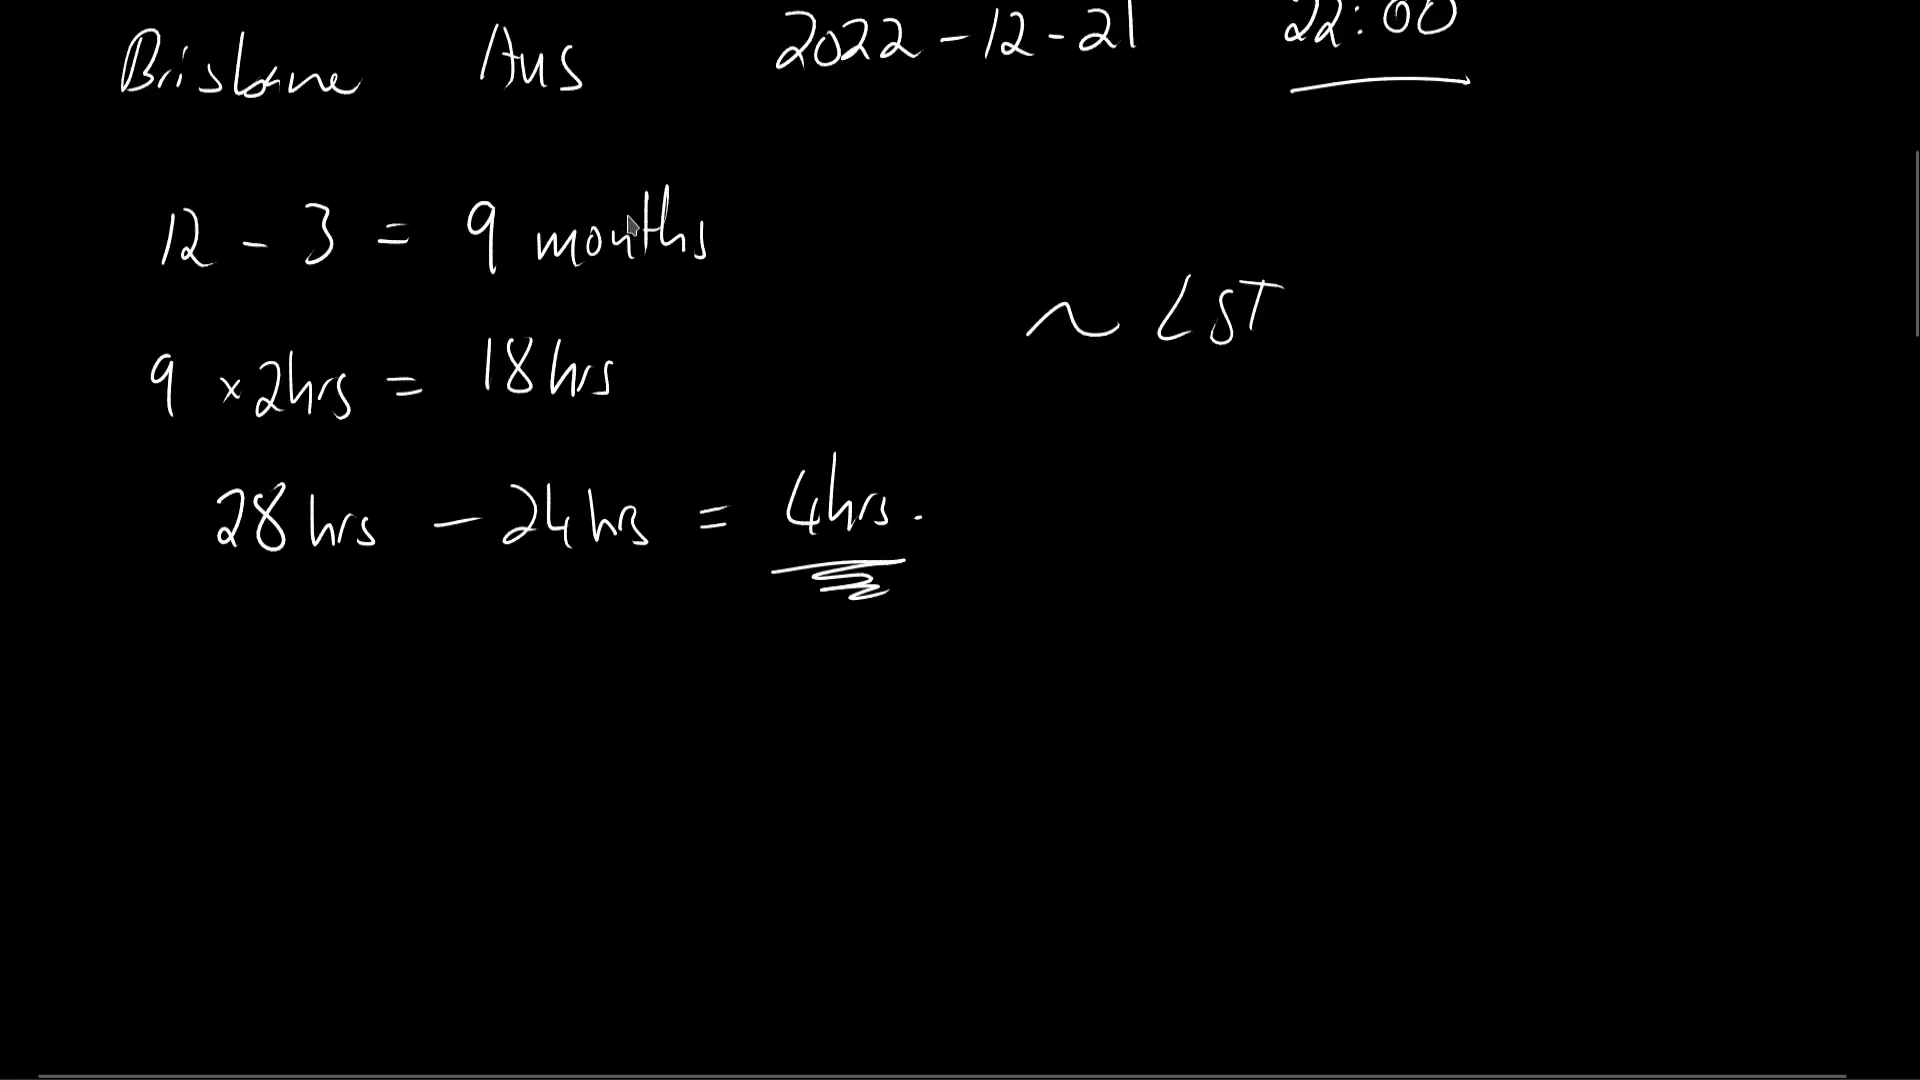 Brisbane Aus 2022-12-21 22:00
12 - 3 = 9 months
~ LST
9 × 2hrs = 18hrs
28hrs - 24hrs = 4hrs.